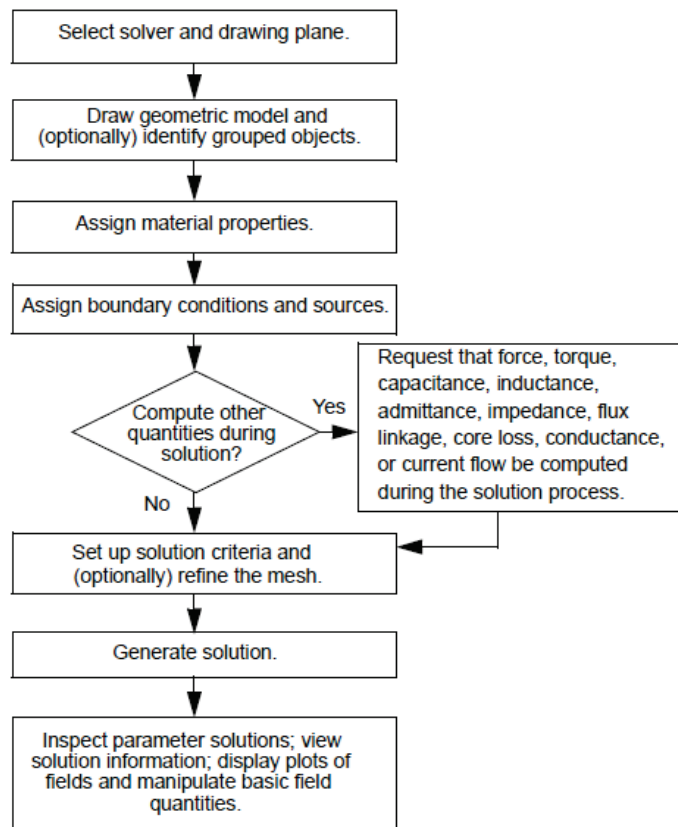 Select solver and drawing plane.
Draw geometric model and
(optionally) identify grouped objects.
Assign material properties.
Assign boundary conditions and sources.
Compute other
quantities during
solution?
Yes
Request that force, torque,
capacitance, inductance,
admittance, impedance, flux
linkage, core loss, conductance,
or current flow be computed
during the solution process.
No
Set up solution criteria and
(optionally) refine the mesh.
Generate solution.
Inspect parameter solutions; view
solution information; display plots of
fields and manipulate basic field
quantities.